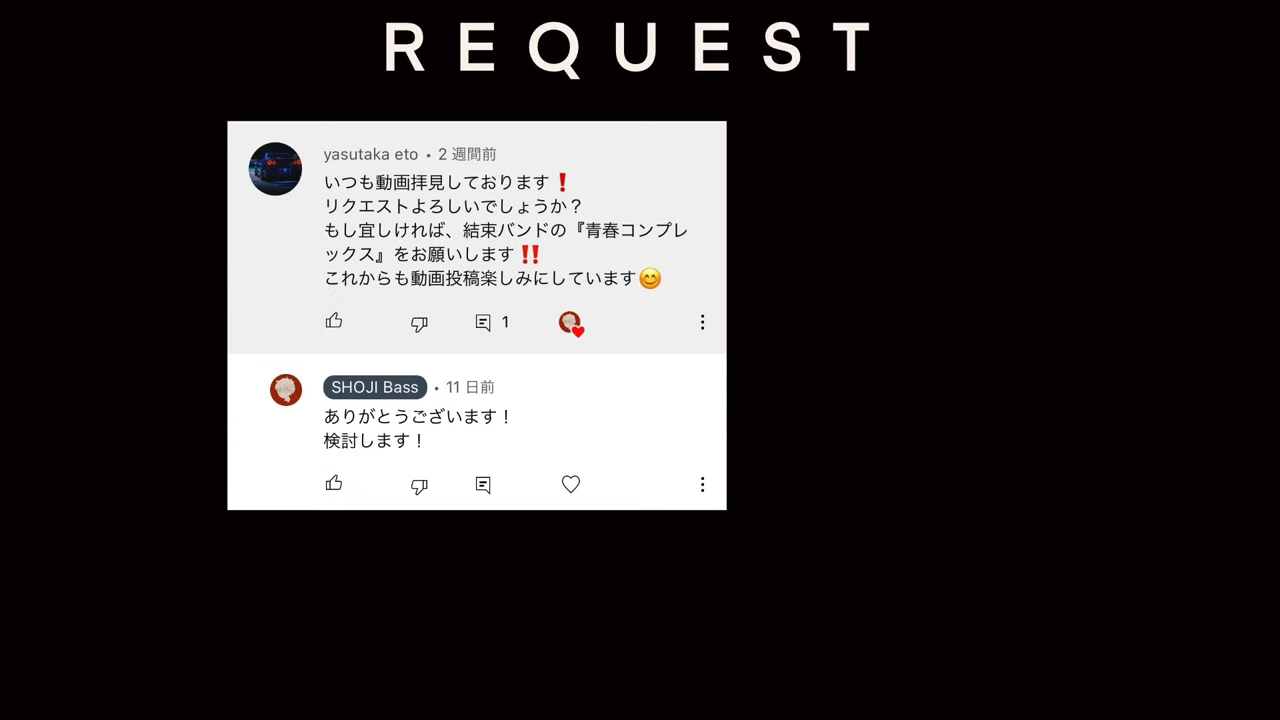 REQUEST
yasutaka eto • 2 週間前
いつも動画拝見しております❗
リクエストよろしいでしょうか？
もし宜しければ、結束バンドの『青春コンプレ
ックス』をお願いします‼️
これからも動画投稿楽しみにしています😊
1
SHOJI Bass • 11 日前
ありがとうございます！
検討します！